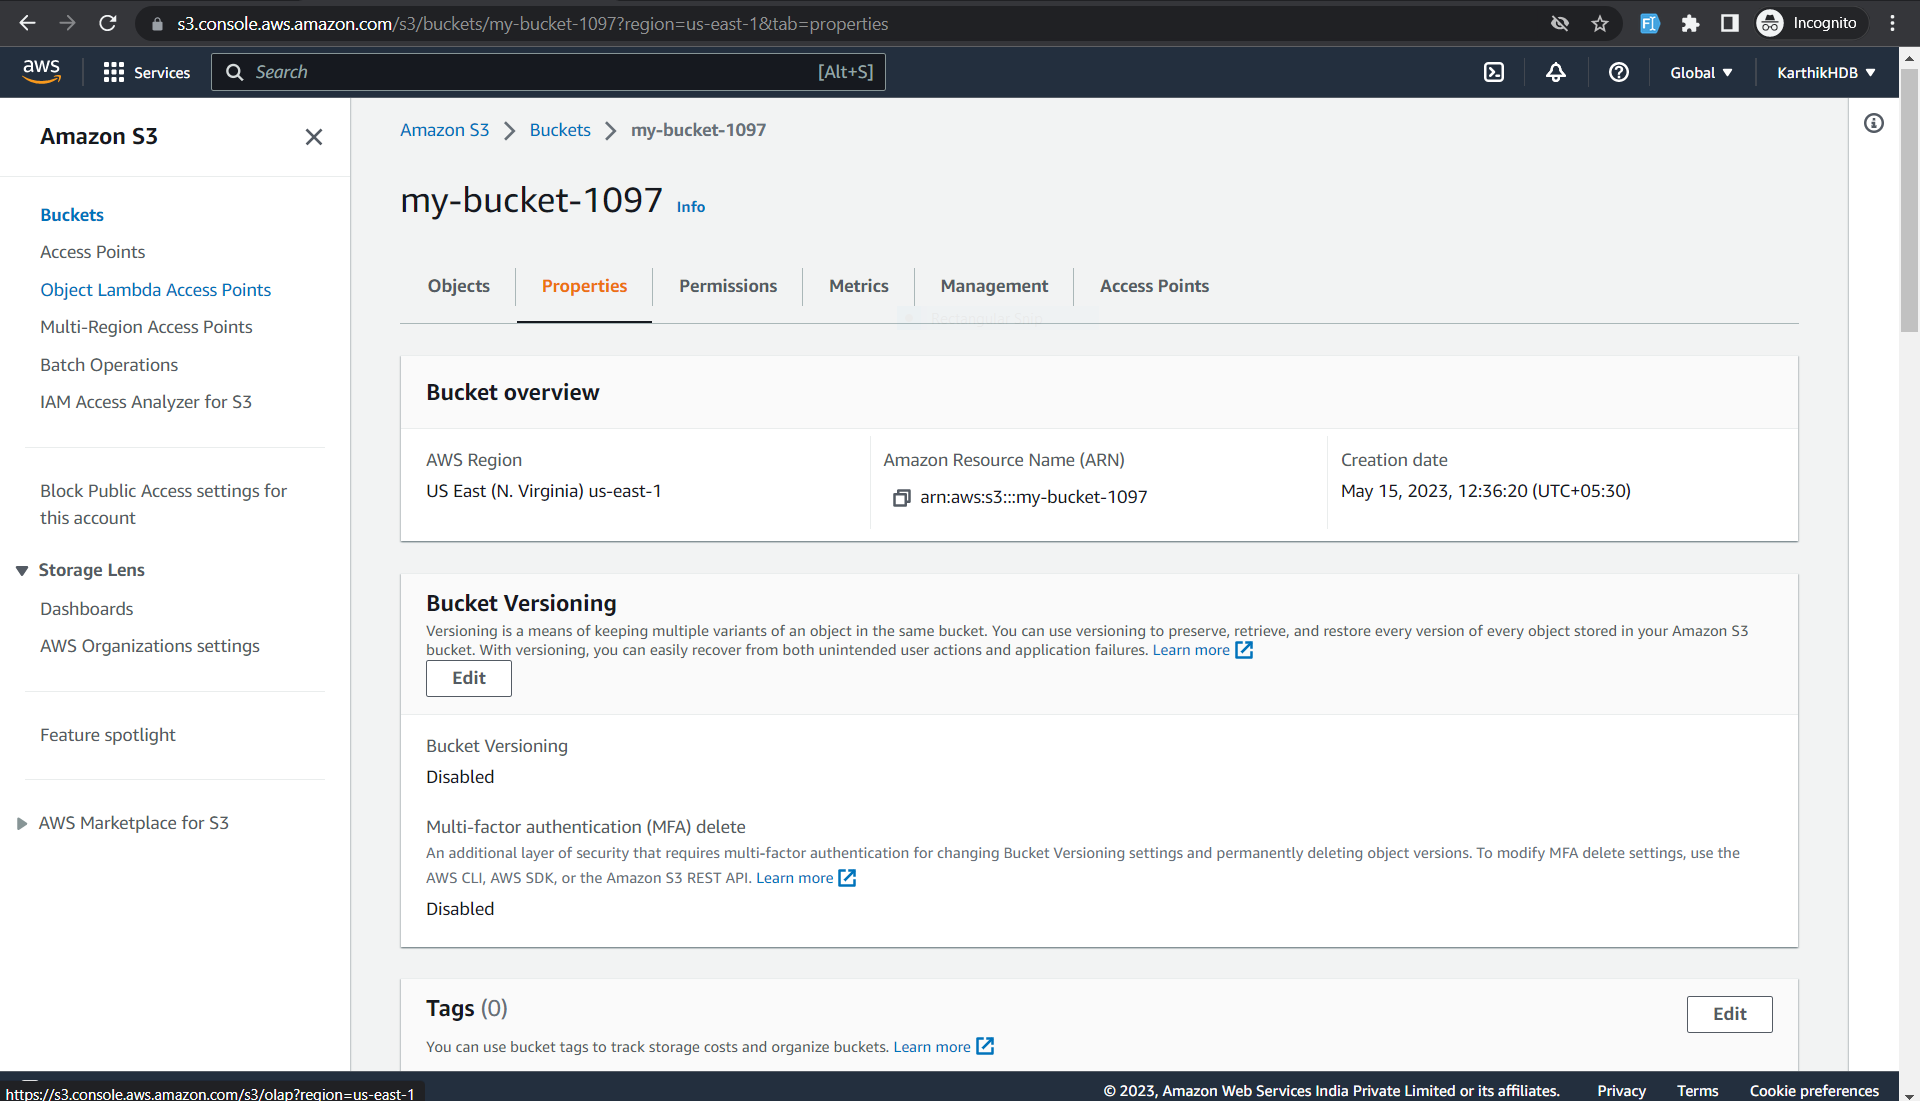 s3.console.aws.amazon.com/s3/buckets/my-bucket-1097?region=us-east-1&tab=properties
Incognito
aws
Services
Search
[Alt+S]
Global
KarthikHDB
Amazon S3
Buckets
Access Points
Object Lambda Access Points
Multi-Region Access Points
Batch Operations
IAM Access Analyzer for S3
Block Public Access settings for
this account
Storage Lens
Dashboards
AWS Organizations settings
Feature spotlight
AWS Marketplace for S3
Amazon S3 > Buckets > my-bucket-1097
my-bucket-1097 Info
Objects
Properties
Permissions
Metrics
Management
Access Points
Rectangular Snip
Bucket overview
AWS Region
US East (N. Virginia) us-east-1
Amazon Resource Name (ARN)
arn:aws:s3:::my-bucket-1097
Creation date
May 15, 2023, 12:36:20 (UTC+05:30)
Bucket Versioning
Versioning is a means of keeping multiple variants of an object in the same bucket. You can use versioning to preserve, retrieve, and restore every version of every object stored in your Amazon S3
bucket. With versioning, you can easily recover from both unintended user actions and application failures. Learn more
Edit
Bucket Versioning
Disabled
Multi-factor authentication (MFA) delete
An additional layer of security that requires multi-factor authentication for changing Bucket Versioning settings and permanently deleting object versions. To modify MFA delete settings, use the
AWS CLI, AWS SDK, or the Amazon S3 REST API. Learn more
Disabled
Tags (0)
Edit
You can use bucket tags to track storage costs and organize buckets. Learn more
https://s3.console.aws.amazon.com/s3/olap?region=us-east-1
© 2023, Amazon Web Services India Private Limited or its affiliates.
Privacy
Terms
Cookie preferences